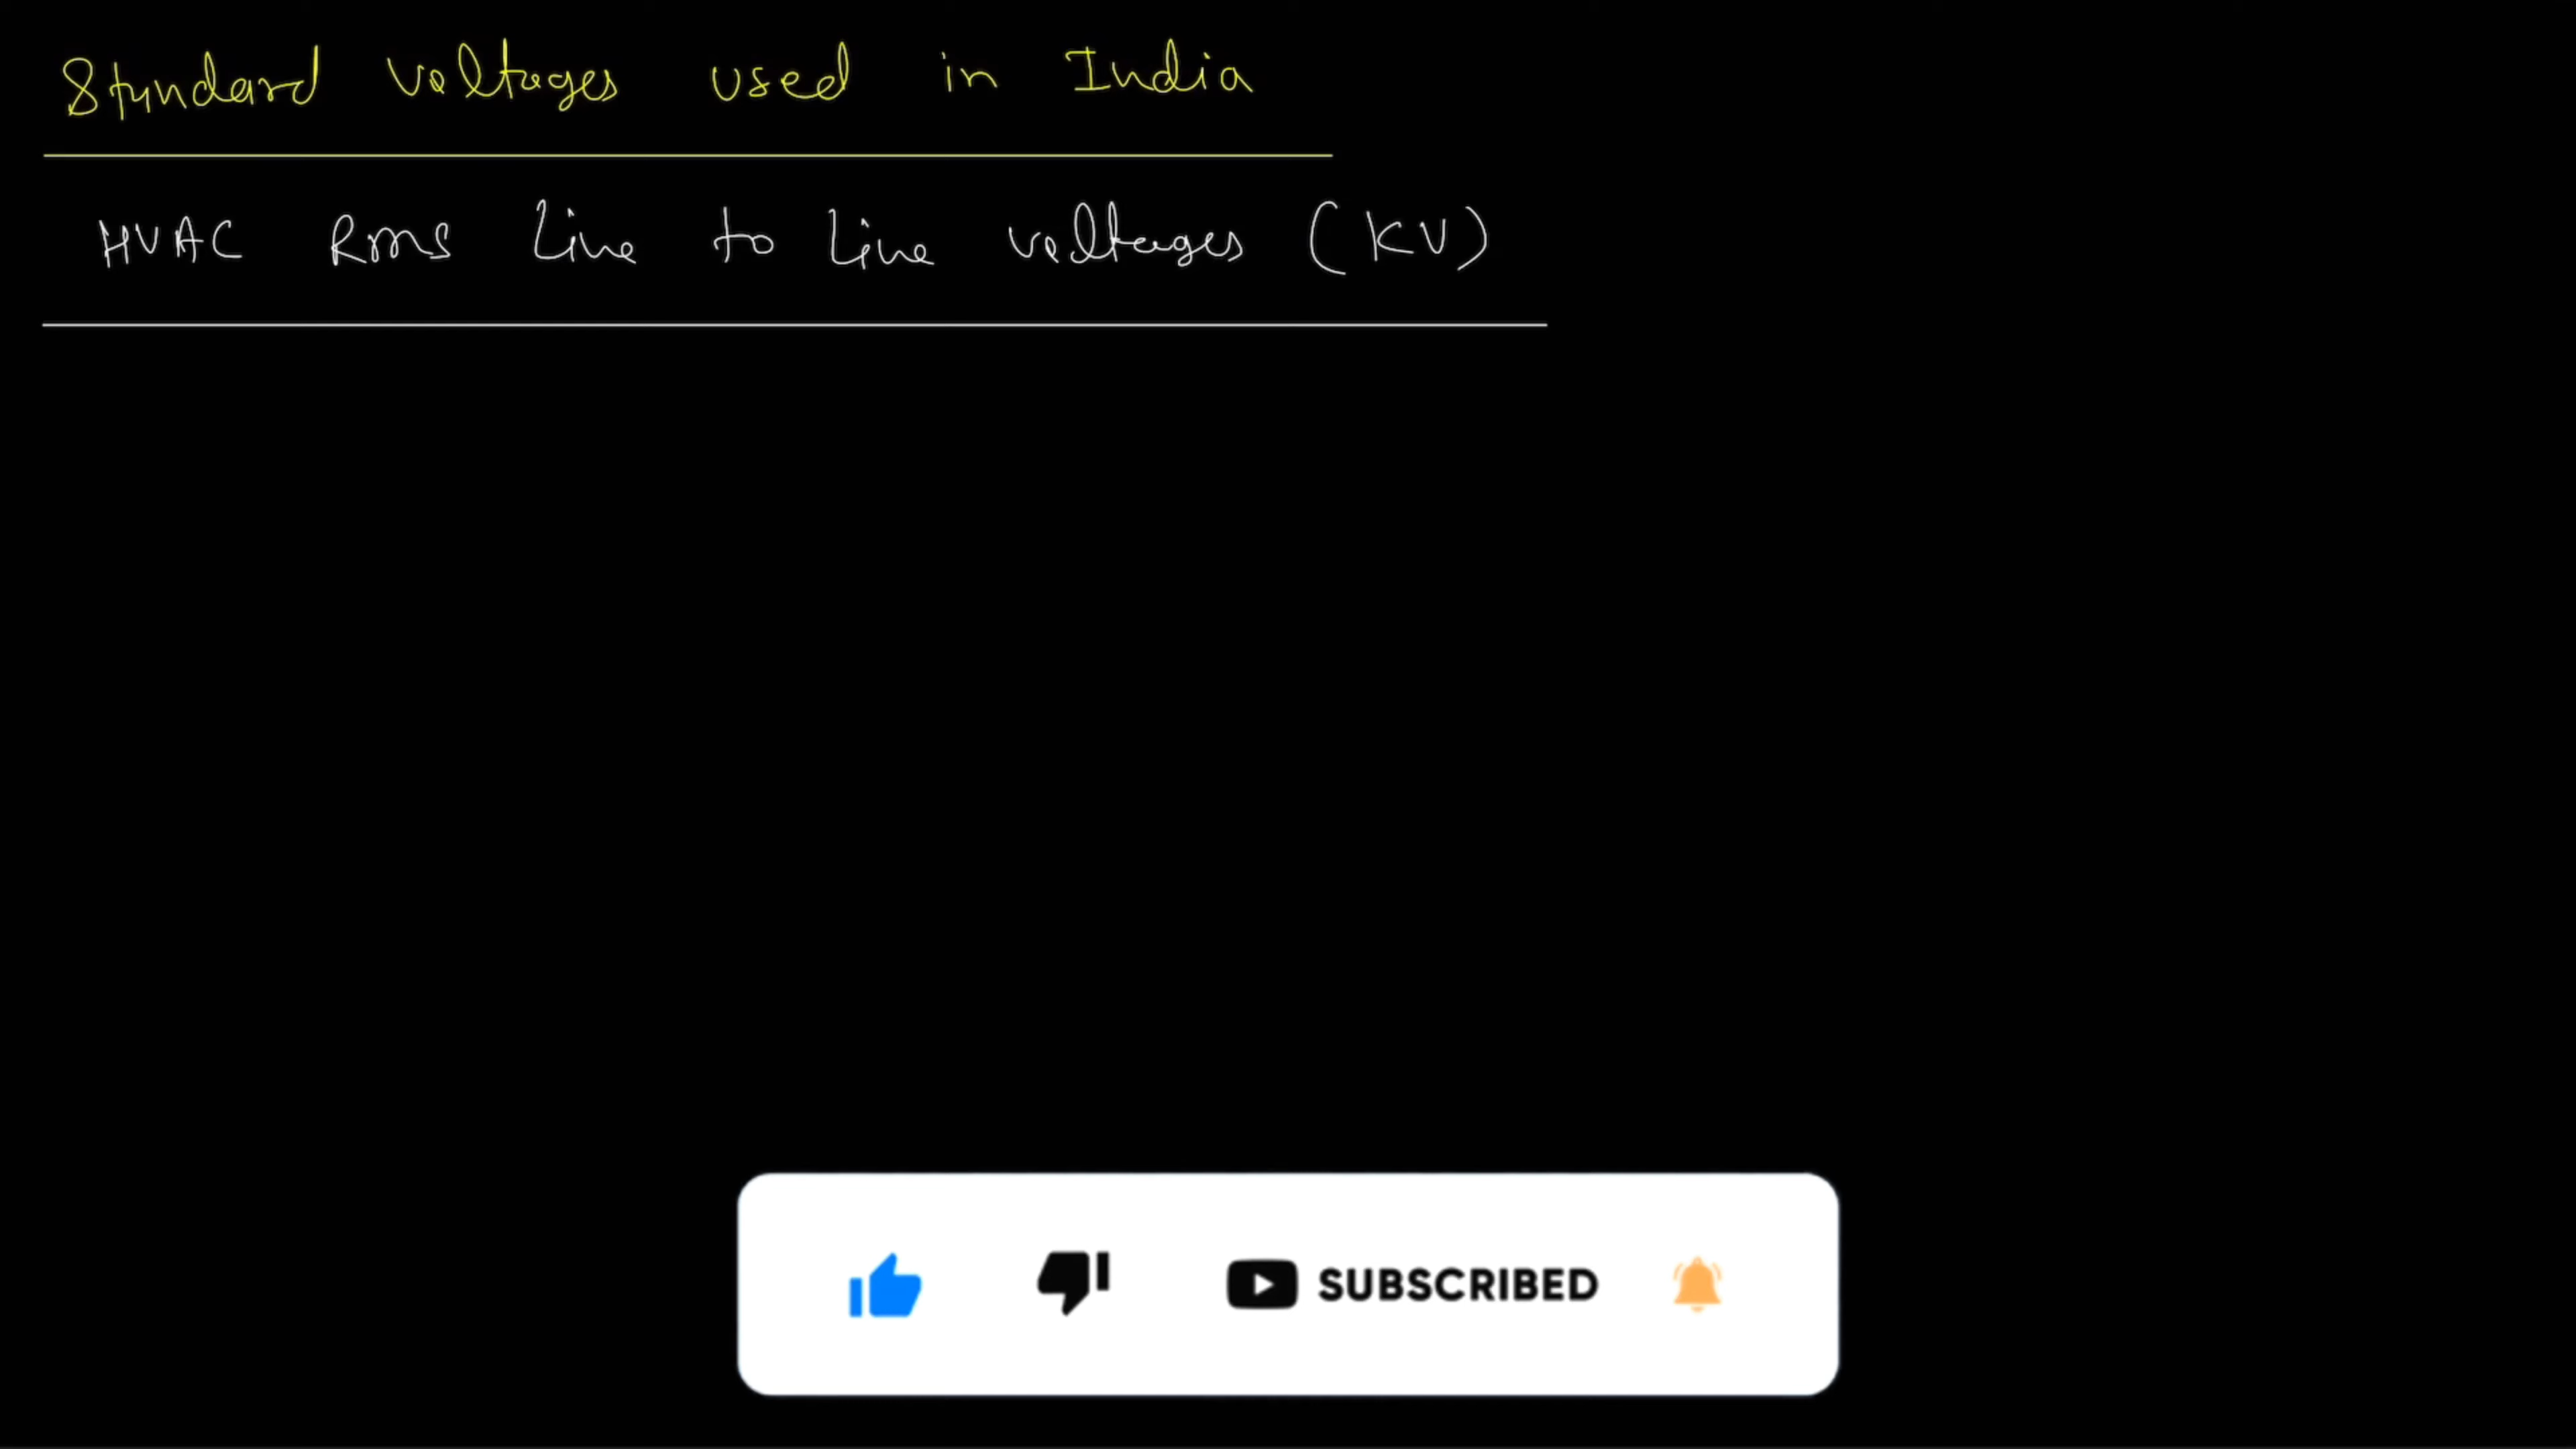 Standard voltages used in India
HVAC Rms Line to Line voltages (KV)
SUBSCRIBED